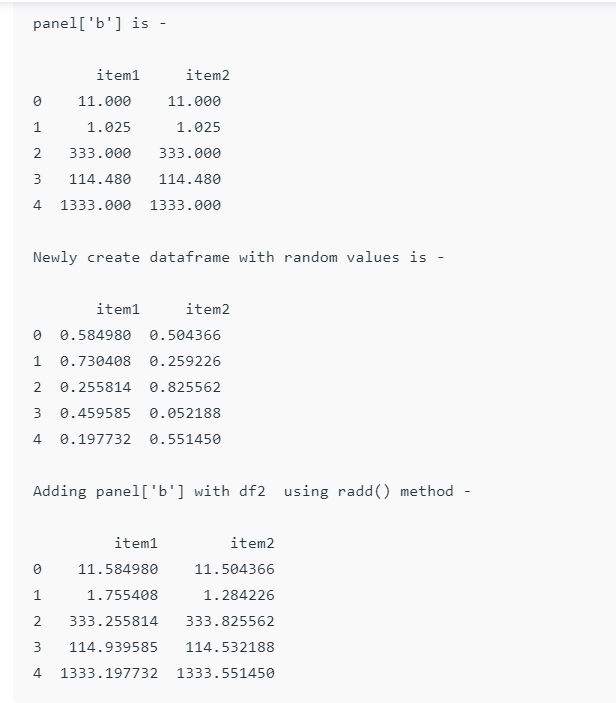 panel['b'] is -
item1 item2
0 11.000 11.000
1 1.025 1.025
2 333.000 333.000
3 114.480 114.480
4 1333.000 1333.000
Newly create dataframe with random values is -
item1 item2
0 0.584980 0.504366
1 0.730408 0.259226
2 0.255814 0.825562
3 0.459585 0.052188
4 0.197732 0.551450
Adding panel['b'] with df2  using radd() method -
item1 item2
0 11.584980 11.504366
1 1.755408 1.284226
2 333.255814 333.825562
3 114.939585 114.532188
4 1333.197732 1333.551450